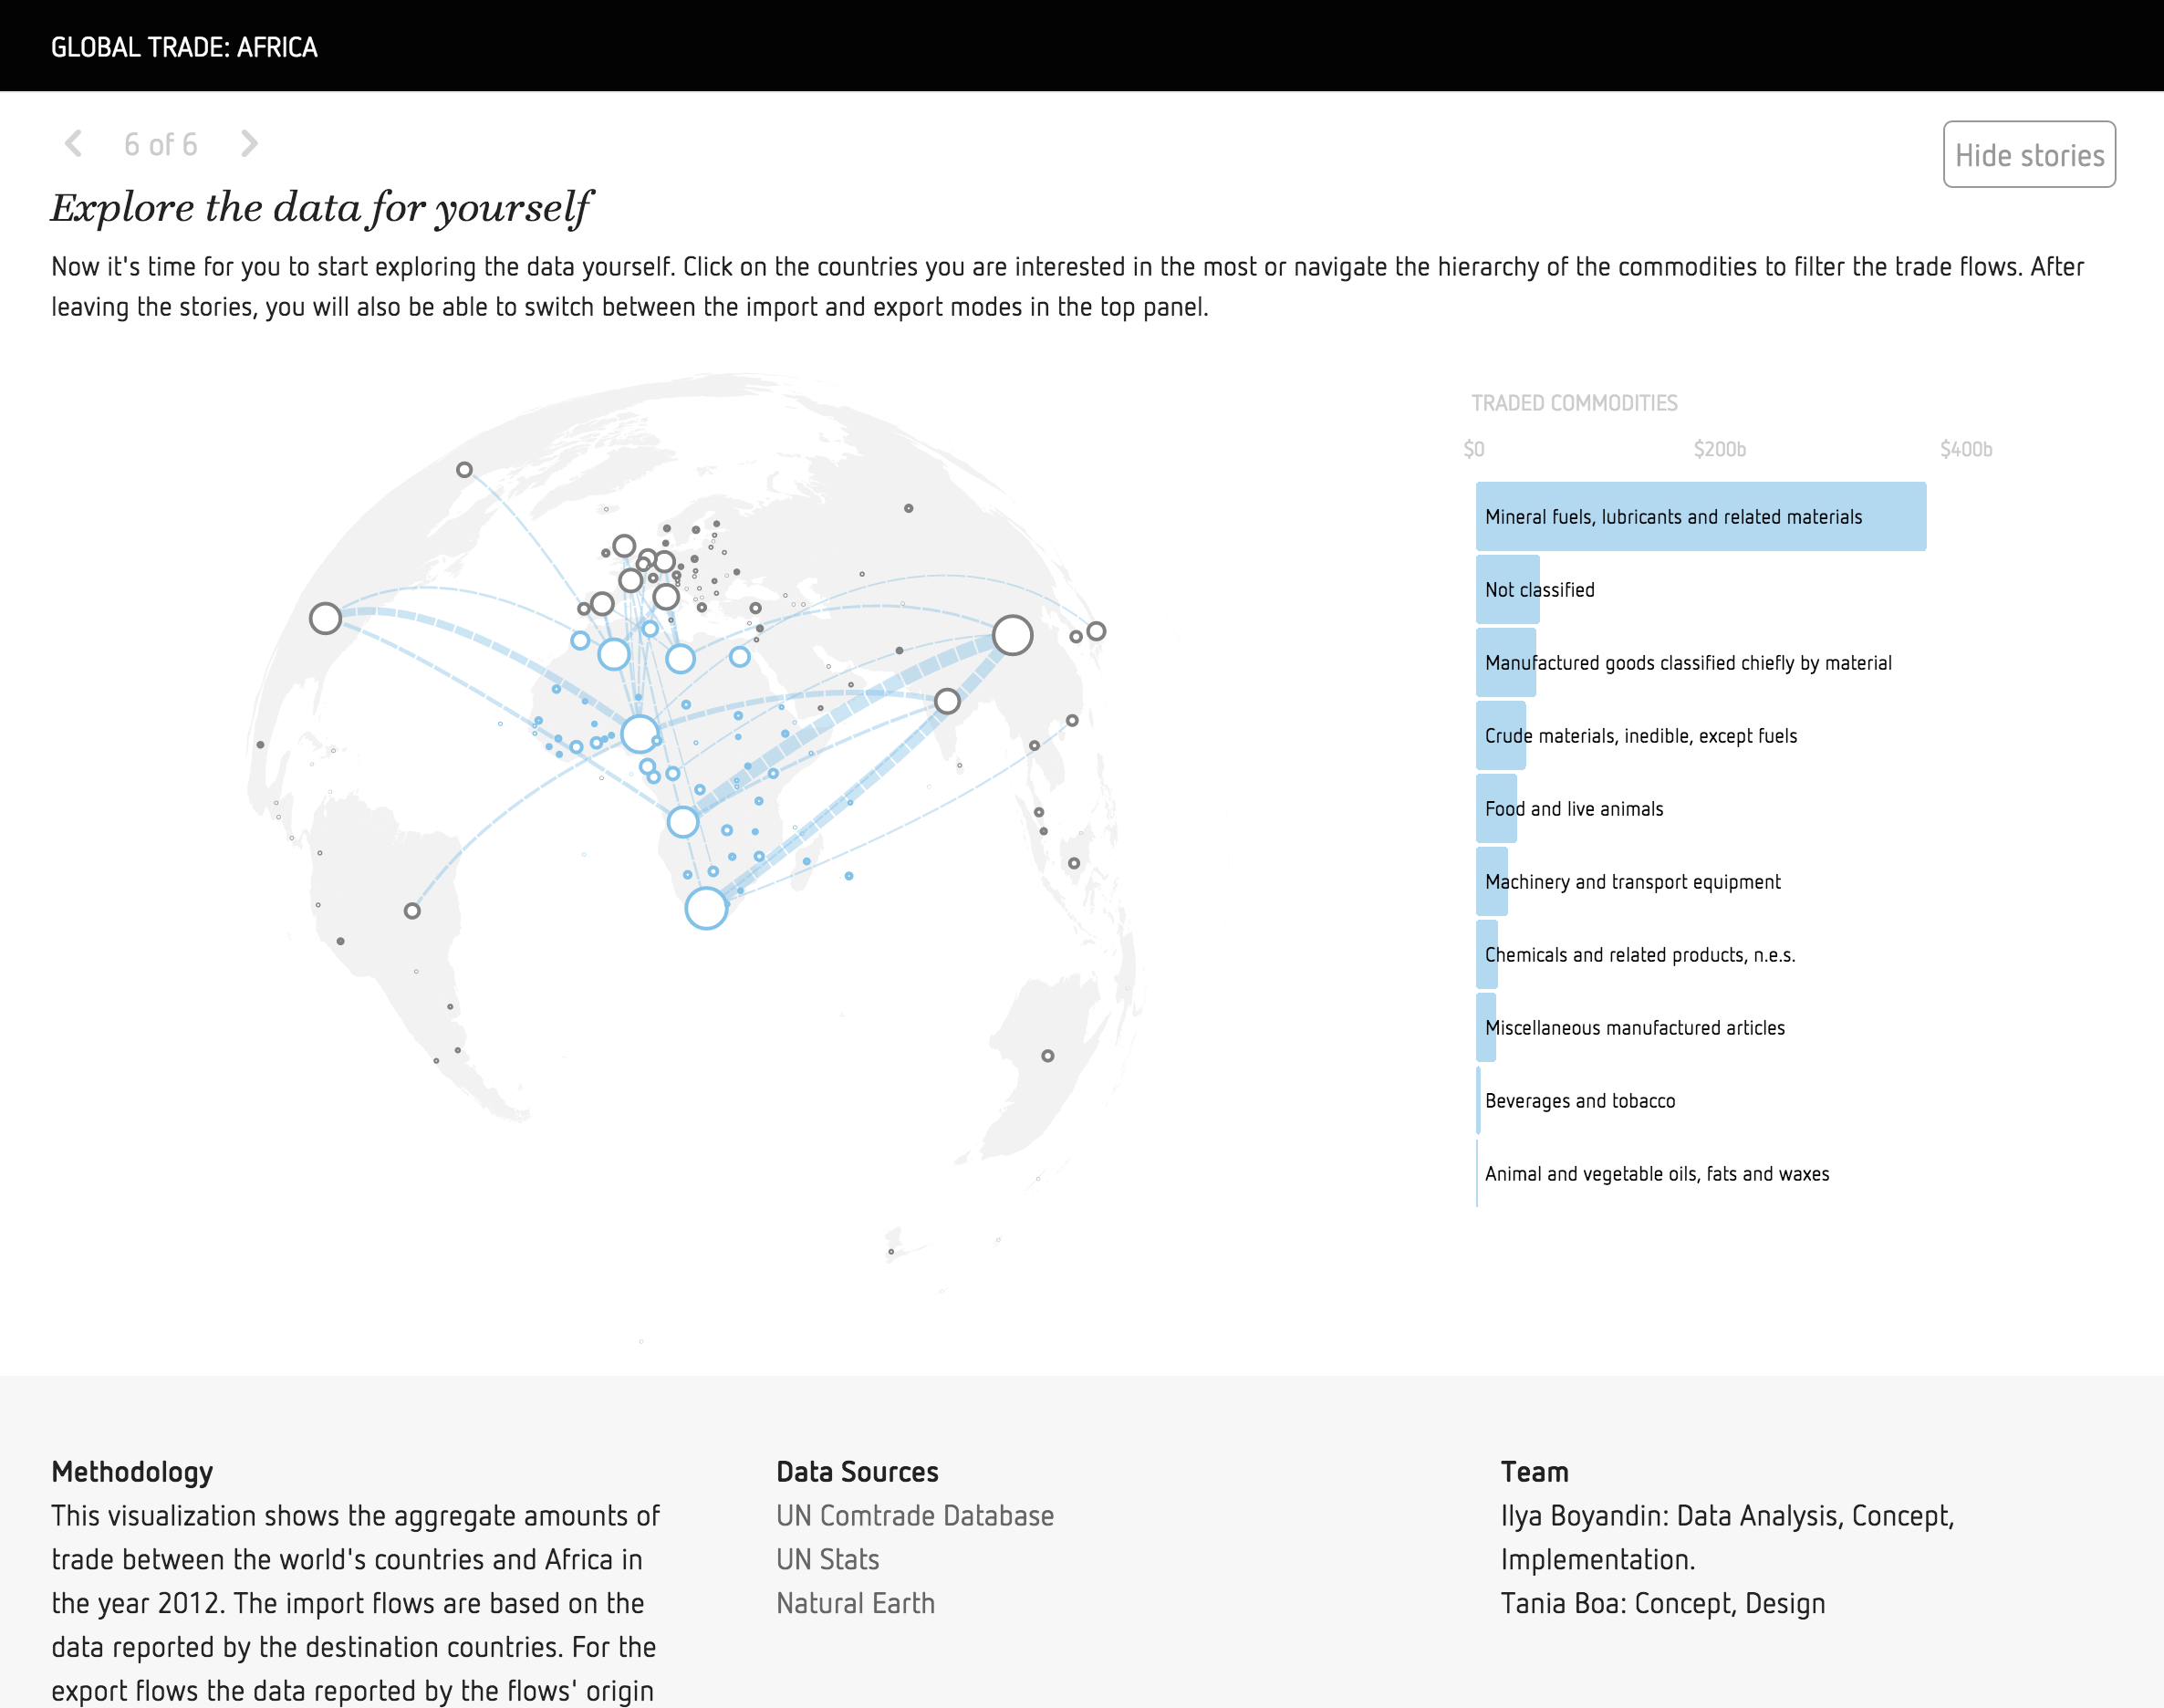 GLOBAL TRADE: AFRICA
6 of 6
Hide stories
Explore the data for yourself
Now it's time for you to start exploring the data yourself. Click on the countries you are interested in the most or navigate the hierarchy of the commodities to filter the trade flows. After
leaving the stories, you will also be able to switch between the import and export modes in the top panel.
TRADED COMMODITIES
$0 $200b $400b
Mineral fuels, lubricants and related materials
Not classified
Manufactured goods classified chiefly by material
Crude materials, inedible, except fuels
Food and live animals
Machinery and transport equipment
Chemicals and related products, n.e.s.
Miscellaneous manufactured articles
Beverages and tobacco
Animal and vegetable oils, fats and waxes
Methodology
This visualization shows the aggregate amounts of
trade between the world's countries and Africa in
the year 2012. The import flows are based on the
data reported by the destination countries. For the
export flows the data reported by the flows' origin
Data Sources
UN Comtrade Database
UN Stats
Natural Earth
Team
Ilya Boyandin: Data Analysis, Concept,
Implementation.
Tania Boa: Concept, Design